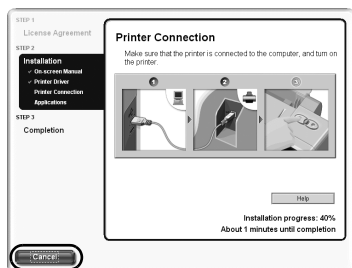 STEP 1
License Agreement
STEP 2
Installation
✓ On-screen Manual
✓ Printer Driver
Printer Connection
Applications
STEP 3
Completion
Printer Connection
Make sure that the printer is connected to the computer, and turn on
the printer.
1 2 3
Help
Installation progress: 40%
About 1 minutes until completion
Cancel